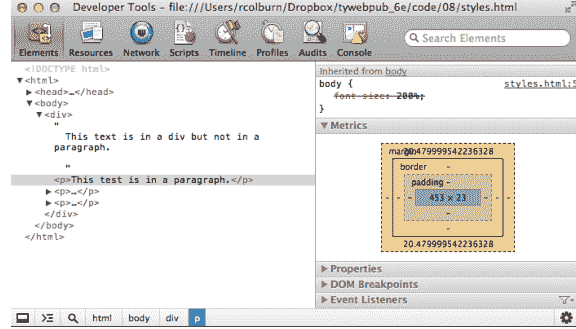 Developer Tools - file:///Users/rcolburn/Dropbox/tywebpub_6e/code/08/styles.html
Elements Resources Network Scripts Timeline Profiles Audits Console Search Elements
<!DOCTYPE html>
▼<html>
▶<head>…</head>
▼<body>
▼<div>
"
This text is in a div but not in a
paragraph.
"
<p>This test is in a paragraph.</p>
▶<p>…</p>
▶<p>…</p>
</div>
</body>
</html>
Inherited from body
body { styles.html:5
font size: 200%;
}
▼ Metrics
margin 20.479999542236328
border -
padding -
- - - 453 × 23 - - -
-
-
20.479999542236328
▶ Properties
▶ DOM Breakpoints
▶ Event Listeners
html body div p